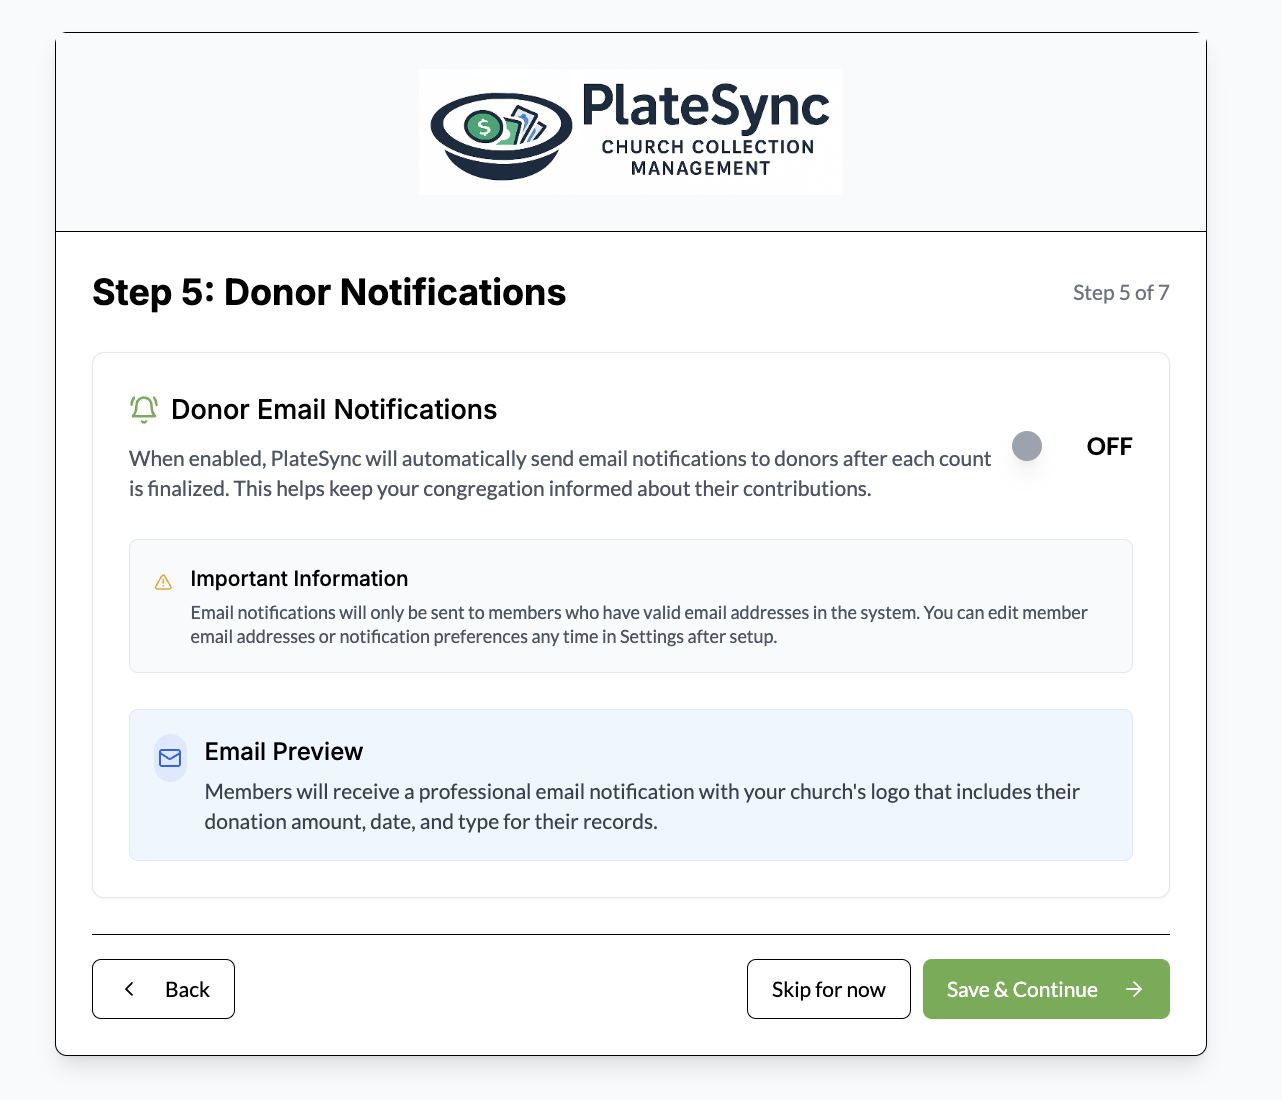 $
PlateSync
CHURCH COLLECTION
MANAGEMENT
Step 5: Donor Notifications
Step 5 of 7
Donor Email Notifications
When enabled, PlateSync will automatically send email notifications to donors after each count
is finalized. This helps keep your congregation informed about their contributions.
OFF
Important Information
Email notifications will only be sent to members who have valid email addresses in the system. You can edit member
email addresses or notification preferences any time in Settings after setup.
Email Preview
Members will receive a professional email notification with your church's logo that includes their
donation amount, date, and type for their records.
Back
Skip for now
Save & Continue